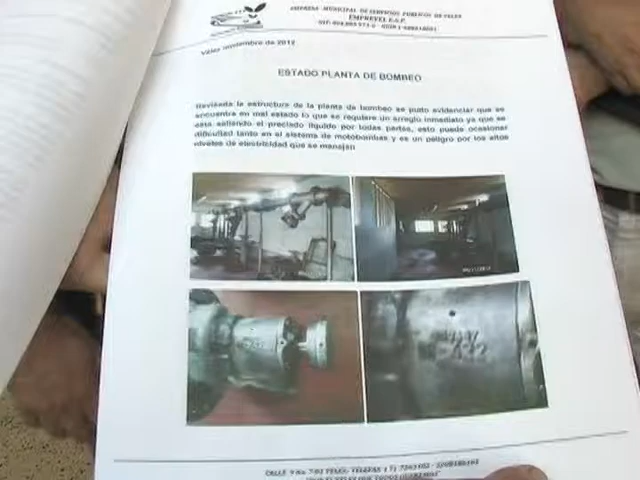 EMPRESA MUNICIPAL DE SERVICIOS PUBLICOS DE VELEZ
EMPREVEL E.S.P.
Vélez noviembre de 2012
ESTADO PLANTA DE BOMBEO
Revisada la estructura de la planta de bombeo se pudo evidenciar que se
encuentra en mal estado lo que se requiere un arreglo inmediato ya que se
esta saliendo el preciado líquido por todas partes, esto puede ocasionar
dificultad tanto en el sistema de motobombas y es un peligro por los altos
niveles de electricidad que se manejan